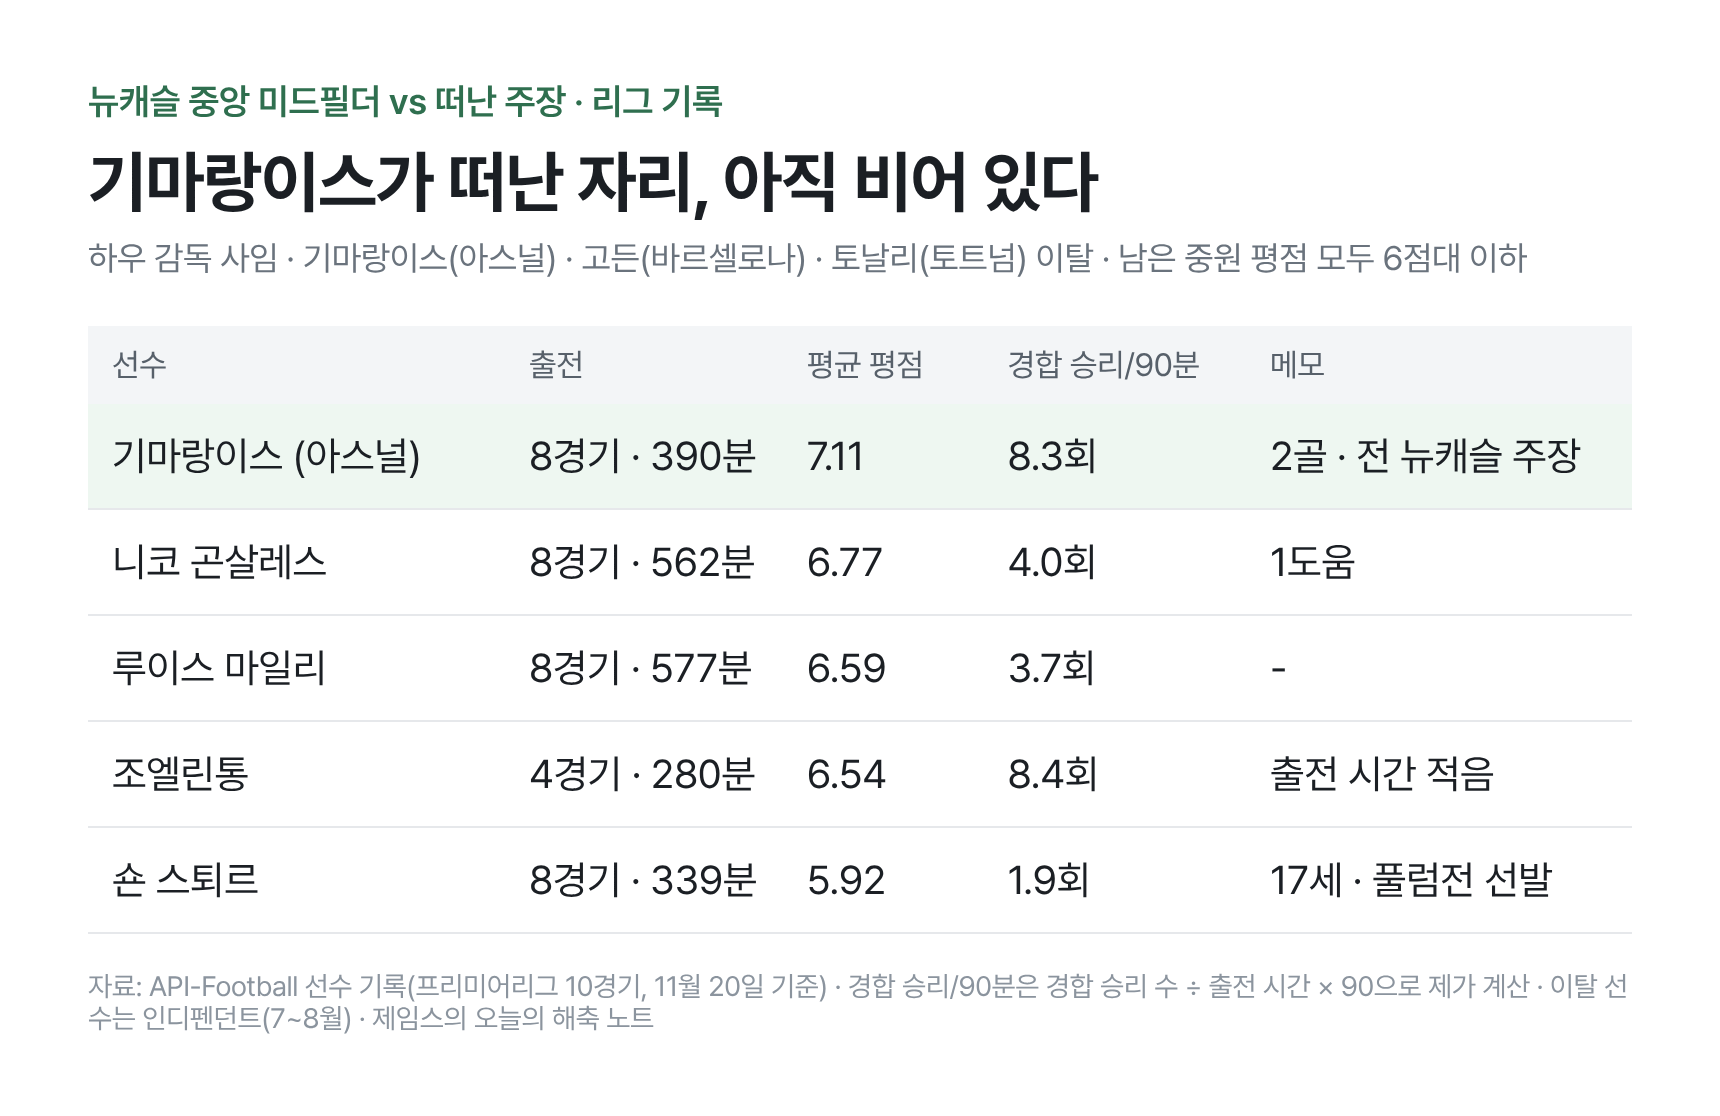 뉴캐슬 중앙 미드필더 vs 떠난 주장 · 리그 기록
기마랑이스가 떠난 자리, 아직 비어 있다
하우 감독 사임 · 기마랑이스(아스널) · 고든(바르셀로나) · 토날리(토트넘) 이탈 · 남은 중원 평점 모두 6점대 이하
선수 출전 평균 평점 경합 승리/90분 메모
기마랑이스 (아스널) 8경기 · 390분 7.11 8.3회 2골 · 전 뉴캐슬 주장
니코 곤살레스 8경기 · 562분 6.77 4.0회 1도움
루이스 마일리 8경기 · 577분 6.59 3.7회 -
조엘린통 4경기 · 280분 6.54 8.4회 출전 시간 적음
숀 스퇴르 8경기 · 339분 5.92 1.9회 17세 · 풀럼전 선발
자료: API-Football 선수 기록(프리미어리그 10경기, 11월 20일 기준) · 경합 승리/90분은 경합 승리 수 ÷ 출전 시간 × 90으로 제가 계산 · 이탈 선
수는 인디펜던트(7~8월) · 제임스의 오늘의 해축 노트